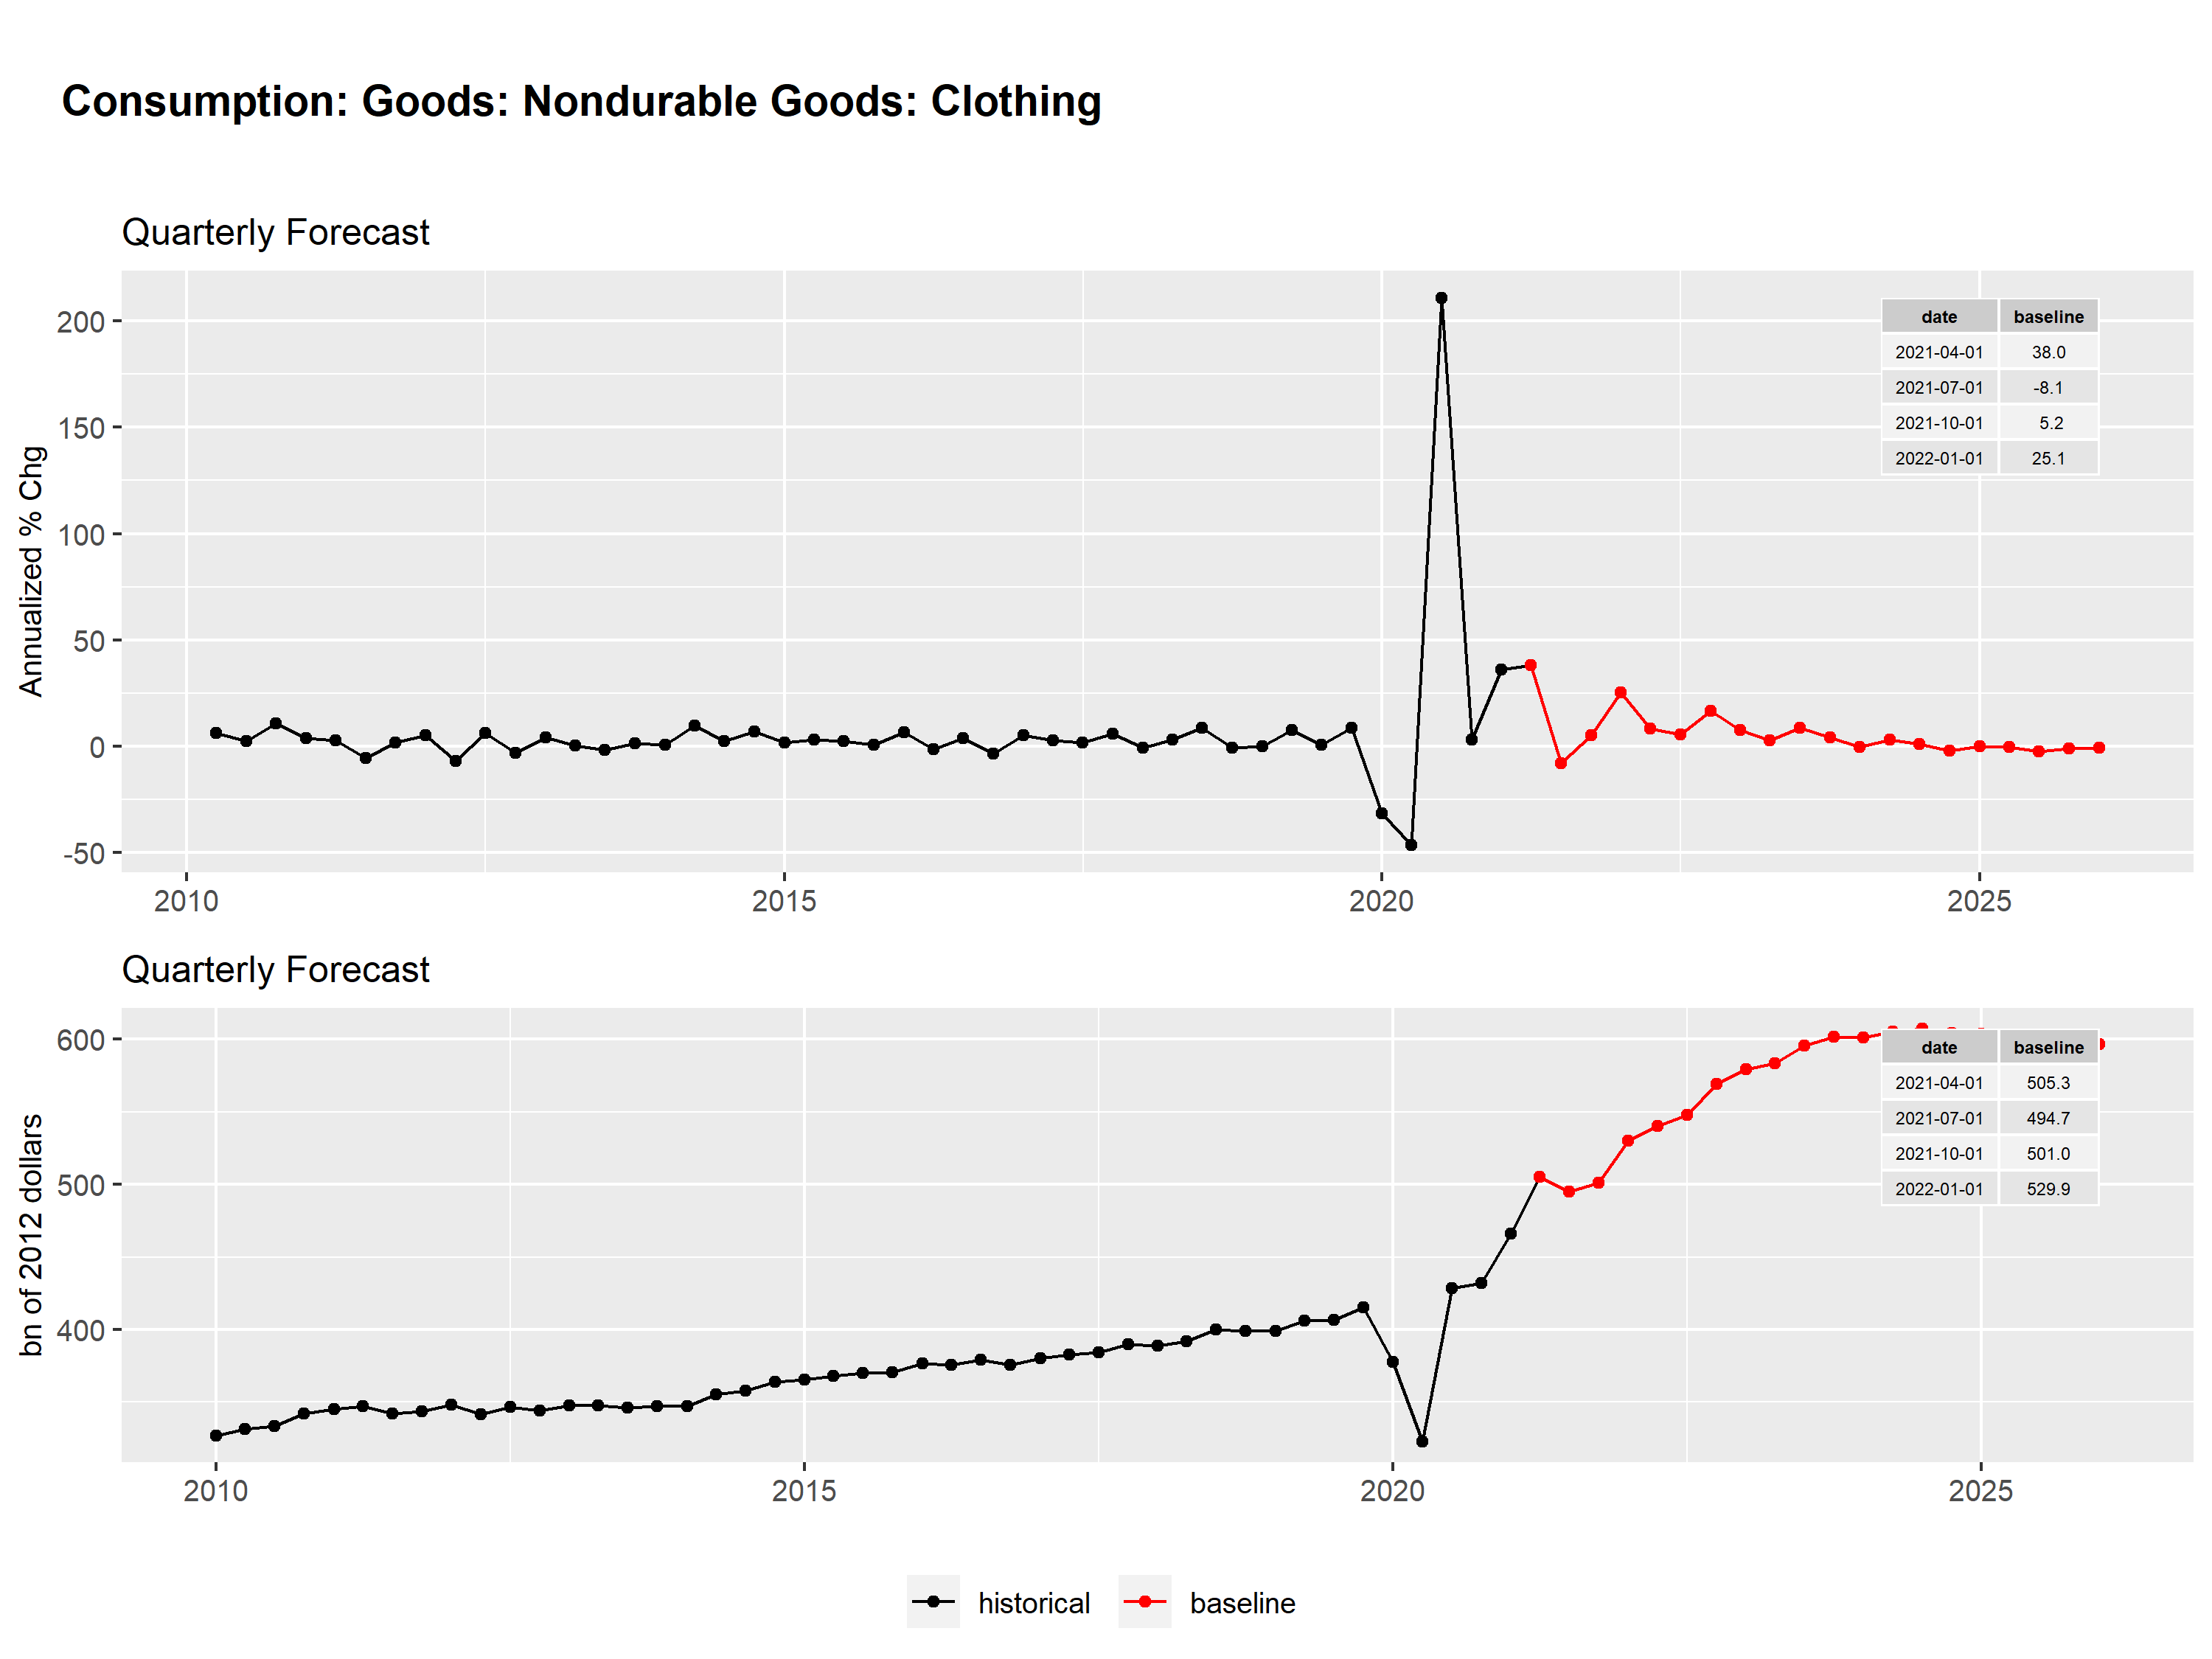 Consumption: Goods: Nondurable Goods: Clothing
Quarterly Forecast
Annualized % Chg
200
150
100
50
0
-50
date baseline
2021-04-01 38.0
2021-07-01 -8.1
2021-10-01 5.2
2022-01-01 25.1
2010 2015 2020 2025
Quarterly Forecast
bn of 2012 dollars
600
500
400
date baseline
2021-04-01 505.3
2021-07-01 494.7
2021-10-01 501.0
2022-01-01 529.9
2010 2015 2020 2025
historical baseline